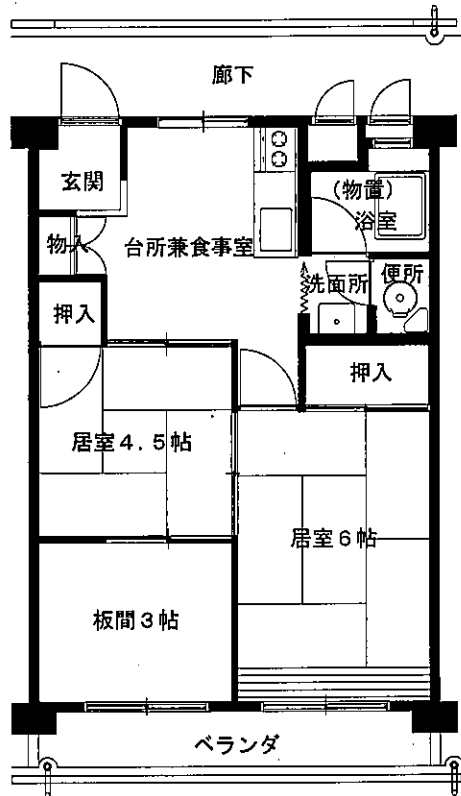 廊下
玄関
(物置)
浴室
物入
台所兼食事室
洗面所
便所
押入
押入
居室4.5帖
居室6帖
板間3帖
ベランダ